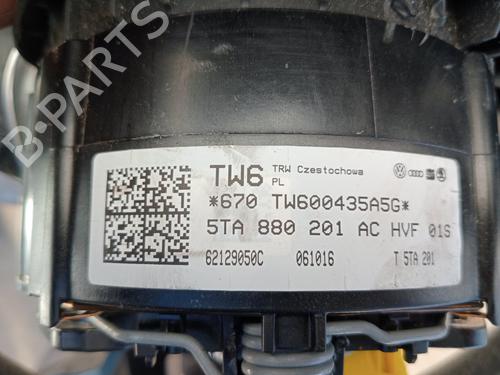 B-PARTS
TW6 TRW Czestochowa
PL
*670 TW600435A5G*
5TA 880 201 AC HVF 01S
62129050C 061016 T 5TA 201